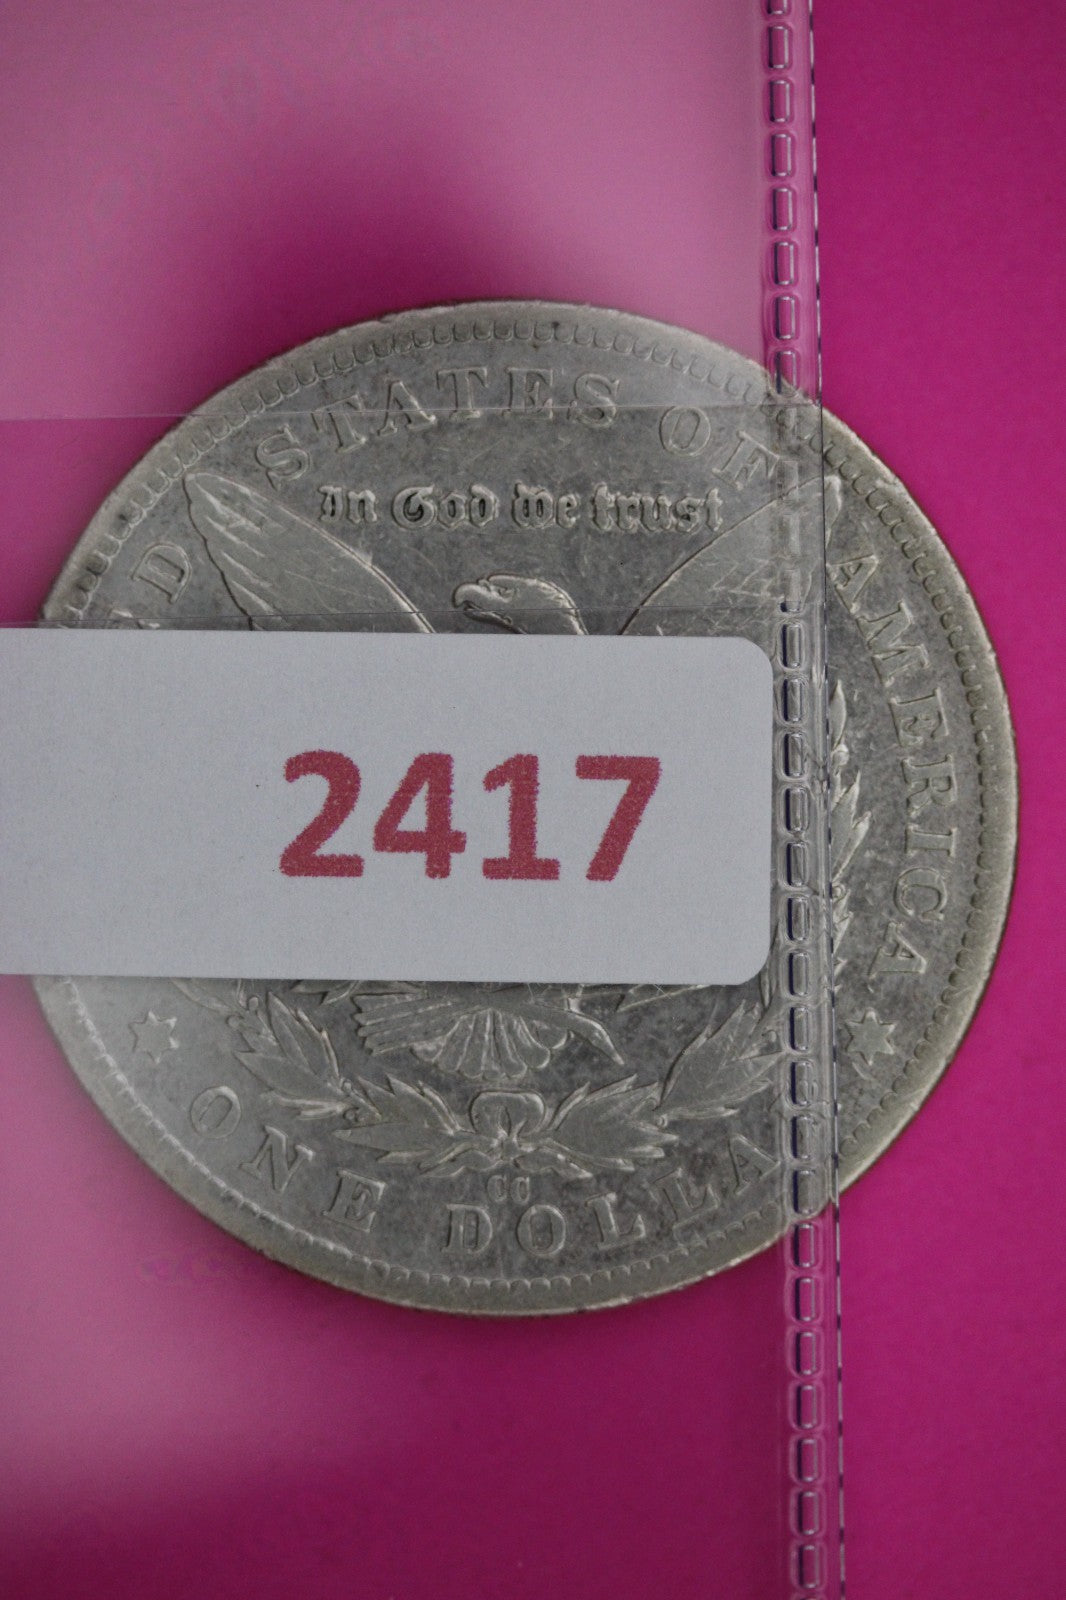 D STATES OF AMERICA
In God we trust
2417
CC
ONE DOLLA